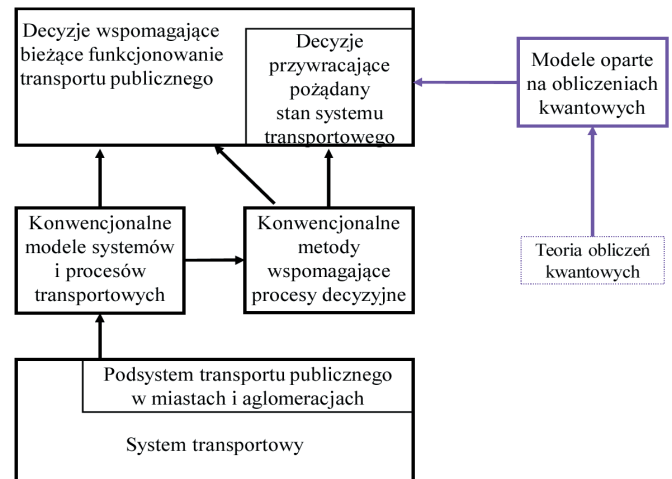 Decyzje wspomagające
bieżące funkcjonowanie
transportu publicznego
Decyzje
przywracające
pożądany
stan systemu
transportowego
Modele oparte
na obliczeniach
kwantowych
Konwencjonalne
modele systemów
i procesów
transportowych
Konwencjonalne
metody
wspomagające
procesy decyzyjne
Teoria obliczeń
kwantowych
Podsystem transportu publicznego
w miastach i aglomeracjach
System transportowy